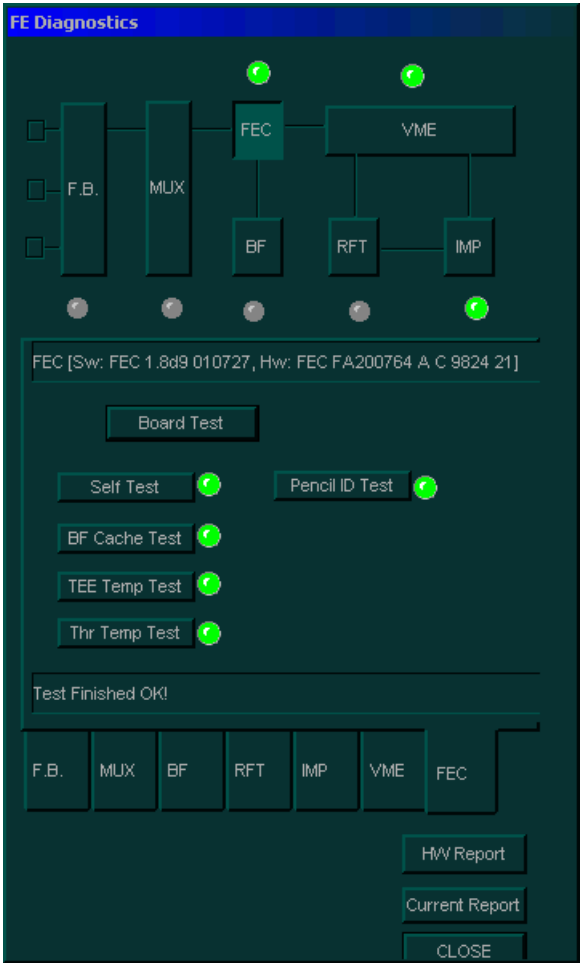 FE Diagnostics
FEC
VME
F.B.
MUX
BF
RFT
IMP
FEC [Sw: FEC 1.8d9 010727, Hw: FEC FA200764 A C 9824 21]
Board Test
Self Test
Pencil ID Test
BF Cache Test
TEE Temp Test
Thr Temp Test
Test Finished OK!
F.B.
MUX
BF
RFT
IMP
VME
FEC
HW Report
Current Report
CLOSE